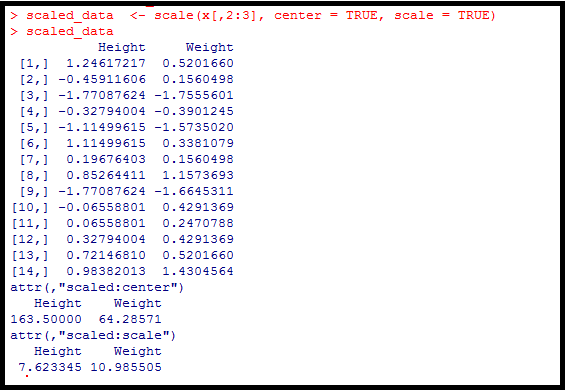 > scaled_data  <- scale(x[,2:3], center = TRUE, scale = TRUE)
> scaled_data
           Height     Weight
 [1,]  1.24617217  0.5201660
 [2,] -0.45911606  0.1560498
 [3,] -1.77087624 -1.7555601
 [4,] -0.32794004 -0.3901245
 [5,] -1.11499615 -1.5735020
 [6,]  1.11499615  0.3381079
 [7,]  0.19676403  0.1560498
 [8,]  0.85264411  1.1573693
 [9,] -1.77087624 -1.6645311
[10,] -0.06558801  0.4291369
[11,]  0.06558801  0.2470788
[12,]  0.32794004  0.4291369
[13,]  0.72146810  0.5201660
[14,]  0.98382013  1.4304564
attr(,"scaled:center")
   Height    Weight
163.50000  64.28571
attr(,"scaled:scale")
   Height    Weight
 7.623345 10.985505